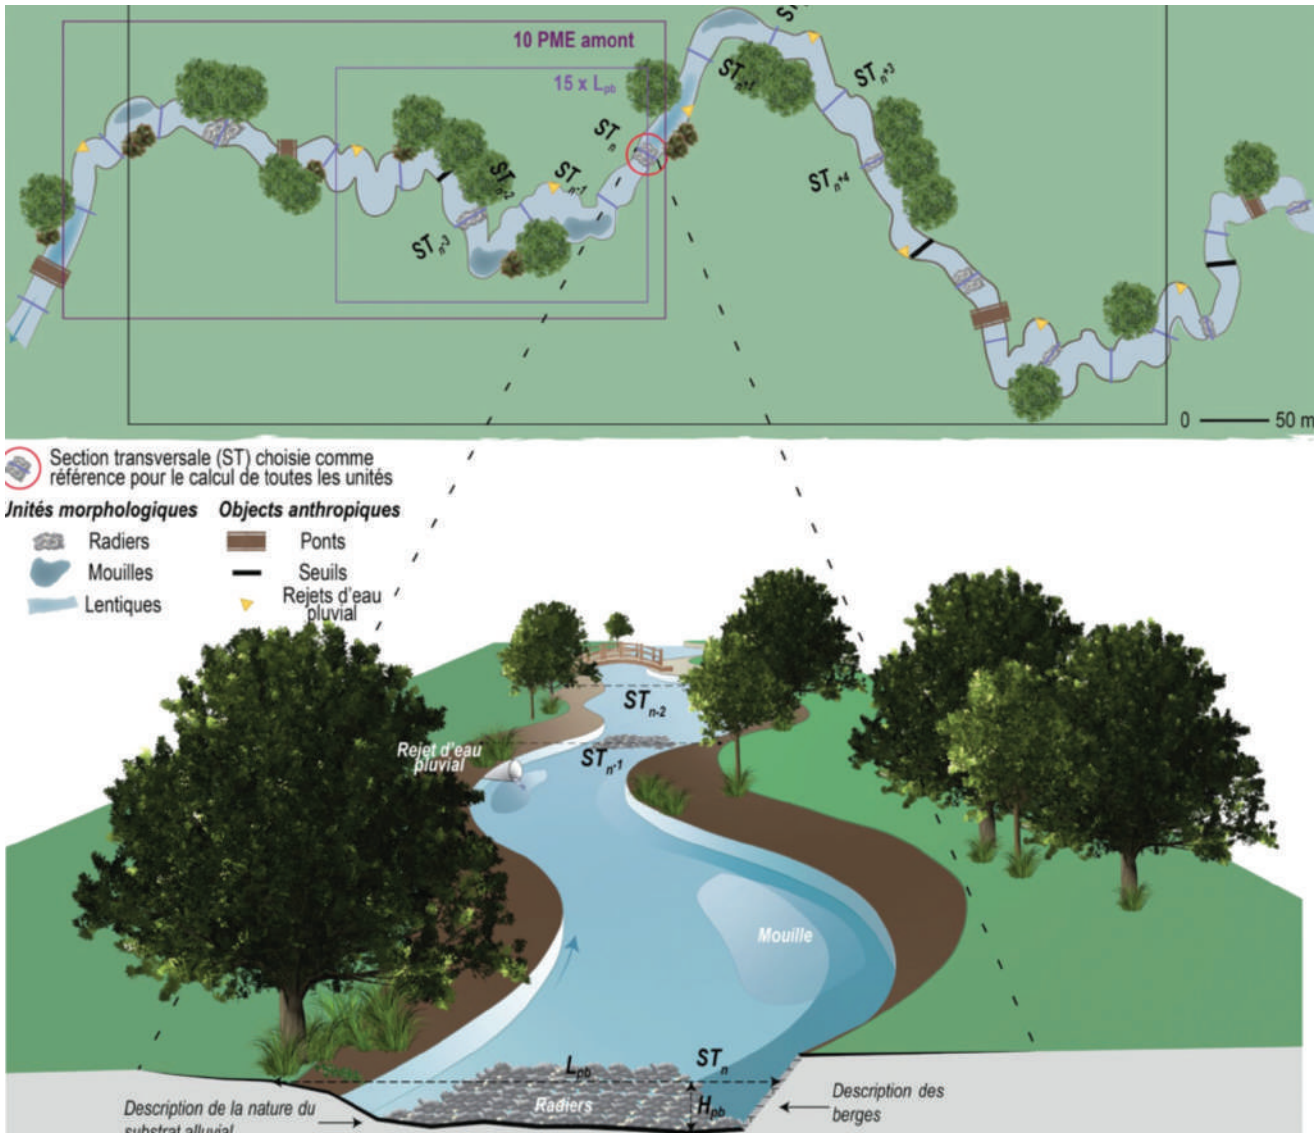 10 PME amont
15 x Lpb
ST
STn+1
STn+3
STn
STn+4
STn-2
STn-1
STn-3
0 50 m
Section transversale (ST) choisie comme
référence pour le calcul de toutes les unités
Unités morphologiques Objects anthropiques
Radiers Ponts
Mouilles Seuils
Lentiques Rejets d'eau
pluvial
STn-2
Rejet d'eau
pluvial
STn-1
Mouille
STn
Lpb
Radiers
Hpb
Description des
berges
Description de la nature du
substrat alluvial